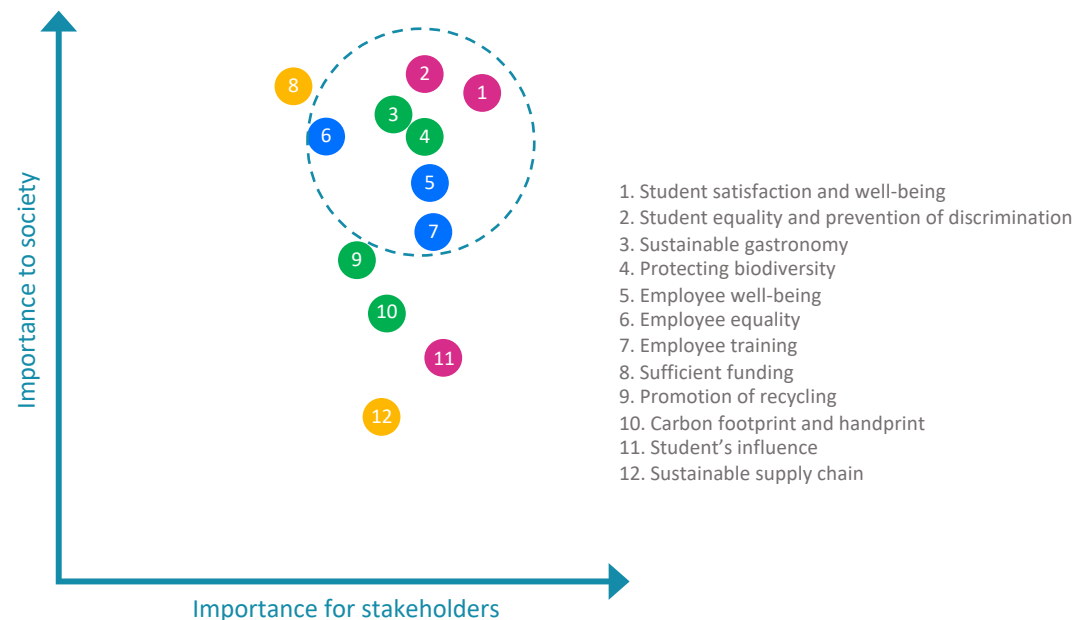 Importance to society
8
2
1
3
6
4
5
7
9
10
11
12
1. Student satisfaction and well-being
2. Student equality and prevention of discrimination
3. Sustainable gastronomy
4. Protecting biodiversity
5. Employee well-being
6. Employee equality
7. Employee training
8. Sufficient funding
9. Promotion of recycling
10. Carbon footprint and handprint
11. Student’s influence
12. Sustainable supply chain
Importance for stakeholders